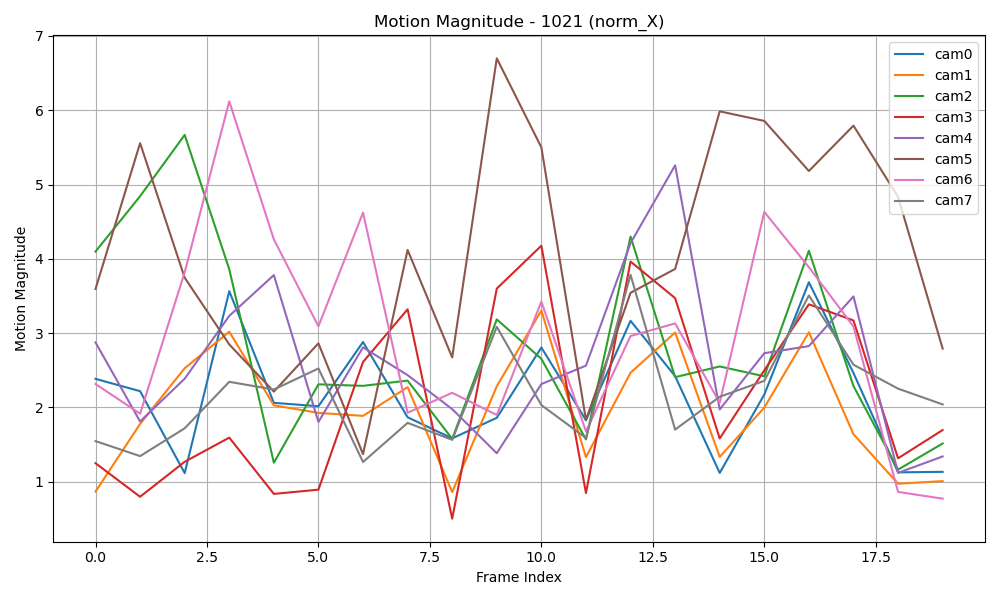 Motion Magnitude - 1021 (norm_X)
7
6
5
4
3
2
1
Motion Magnitude
0.0 2.5 5.0 7.5 10.0 12.5 15.0 17.5
Frame Index
cam0
cam1
cam2
cam3
cam4
cam5
cam6
cam7